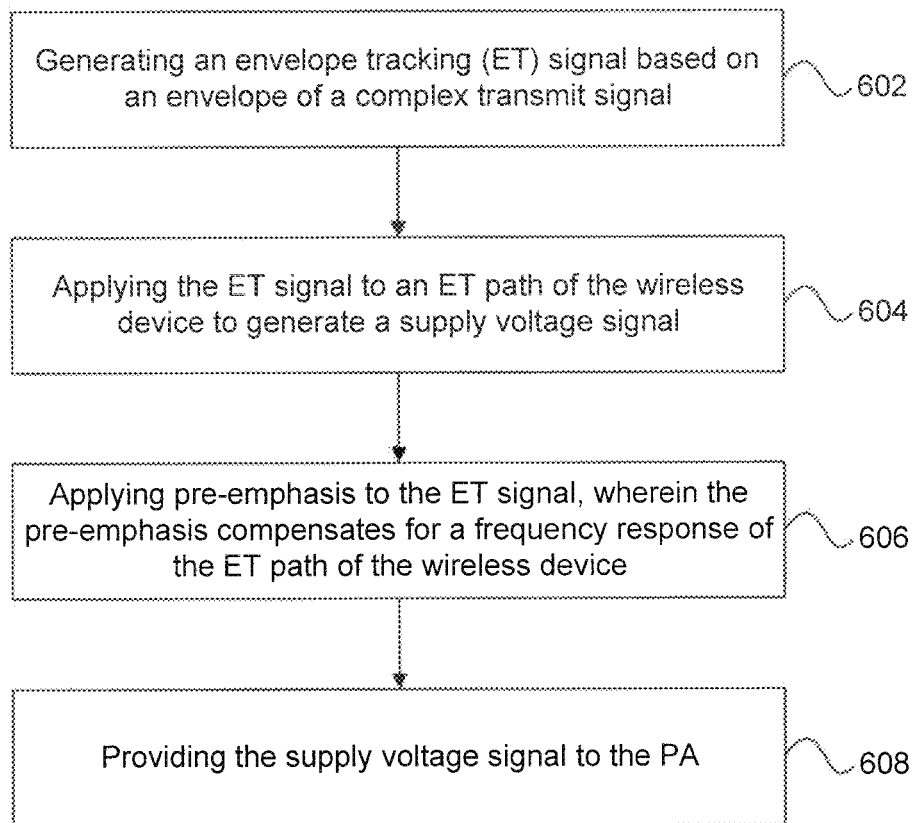 Generating an envelope tracking (ET) signal based on
an envelope of a complex transmit signal
602
Applying the ET signal to an ET path of the wireless
device to generate a supply voltage signal
604
Applying pre-emphasis to the ET signal, wherein the
pre-emphasis compensates for a frequency response of
the ET path of the wireless device
606
Providing the supply voltage signal to the PA
608